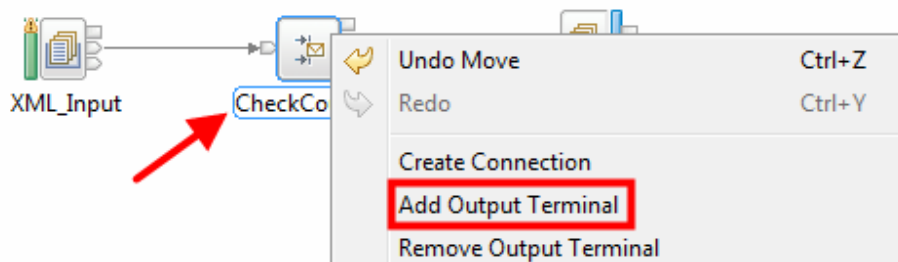 XML_Input
CheckCo
Undo Move Ctrl+Z
Redo Ctrl+Y
Create Connection
Add Output Terminal
Remove Output Terminal